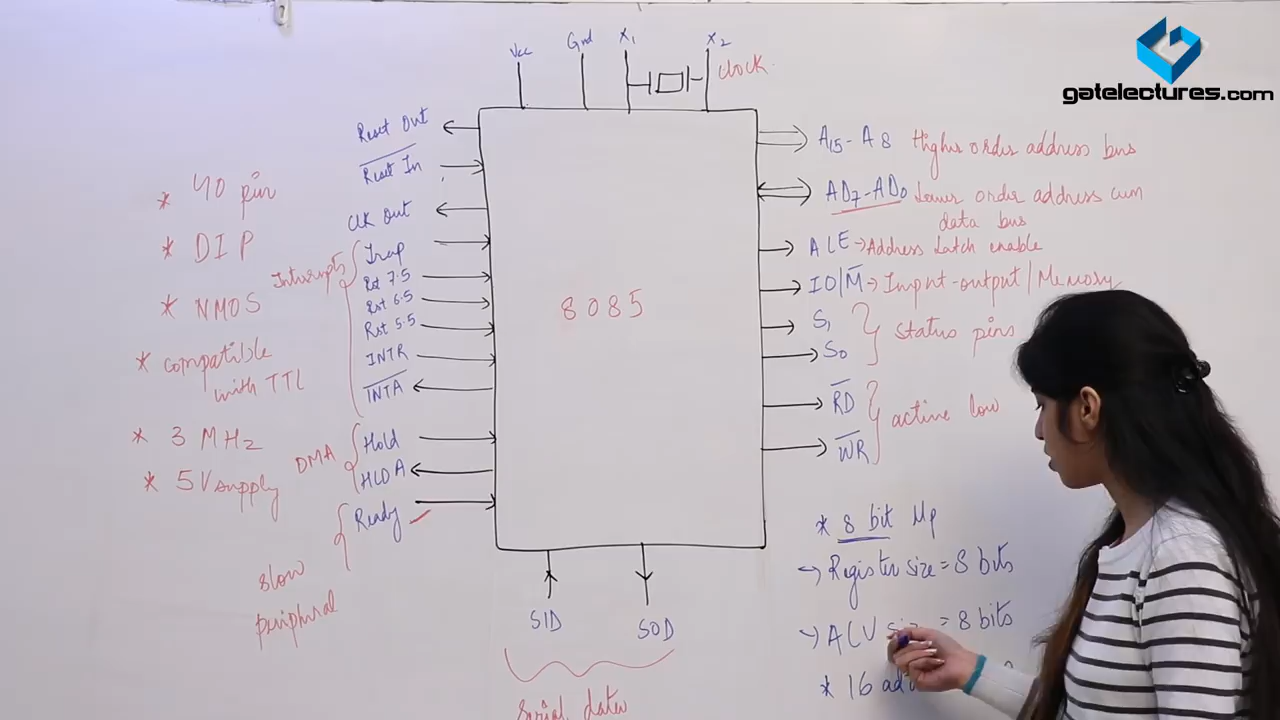 Vcc
Gnd
X1
X2
clock
gatelectures.com
Reset Out
Reset In
Clk Out
Interrupts
Trap
Rst 7.5
Rst 6.5
Rst 5.5
INTR
INTA
DMA
Hold
HLDA
Ready
slow
peripheral
* 40 pin
* DIP
* NMOS
* compatible
with TTL
* 3 MHz
* 5V supply
8085
A15-A8 Higher order address bus
AD7-AD0 Lower order address cum
data bus
ALE → Address Latch enable
IO/M → Input-output/Memory
S1
S0
status pins
RD
WR
active low
* 8 bit Mp
→ Register size = 8 bits
→ ALU = 8 bits
* 16
SID
SOD
Serial data